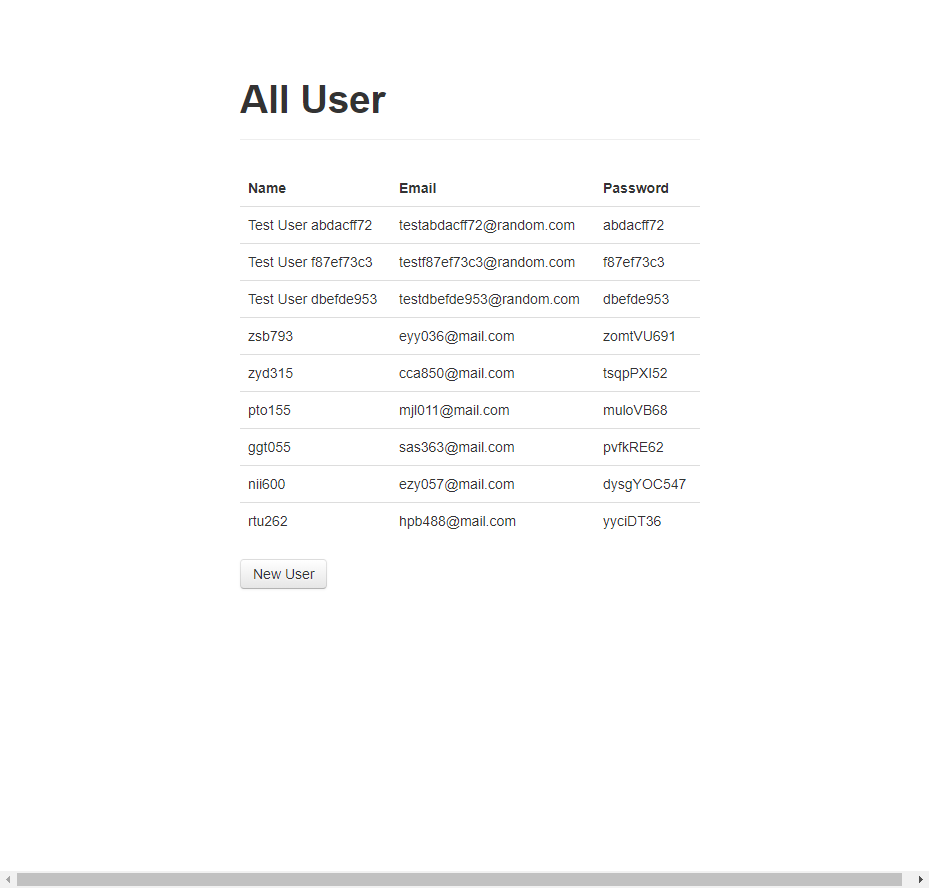 All User
Name Email Password
Test User abdacff72 testabdacff72@random.com abdacff72
Test User f87ef73c3 testf87ef73c3@random.com f87ef73c3
Test User dbefde953 testdbefde953@random.com dbefde953
zsb793 eyy036@mail.com zomtVU691
zyd315 cca850@mail.com tsqpPXI52
pto155 mjl011@mail.com muloVB68
ggt055 sas363@mail.com pvfkRE62
nii600 ezy057@mail.com dysgYOC547
rtu262 hpb488@mail.com yyciDT36
New User